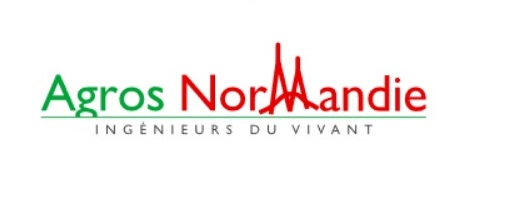 Agros Normandie
INGÉNIEURS DU VIVANT